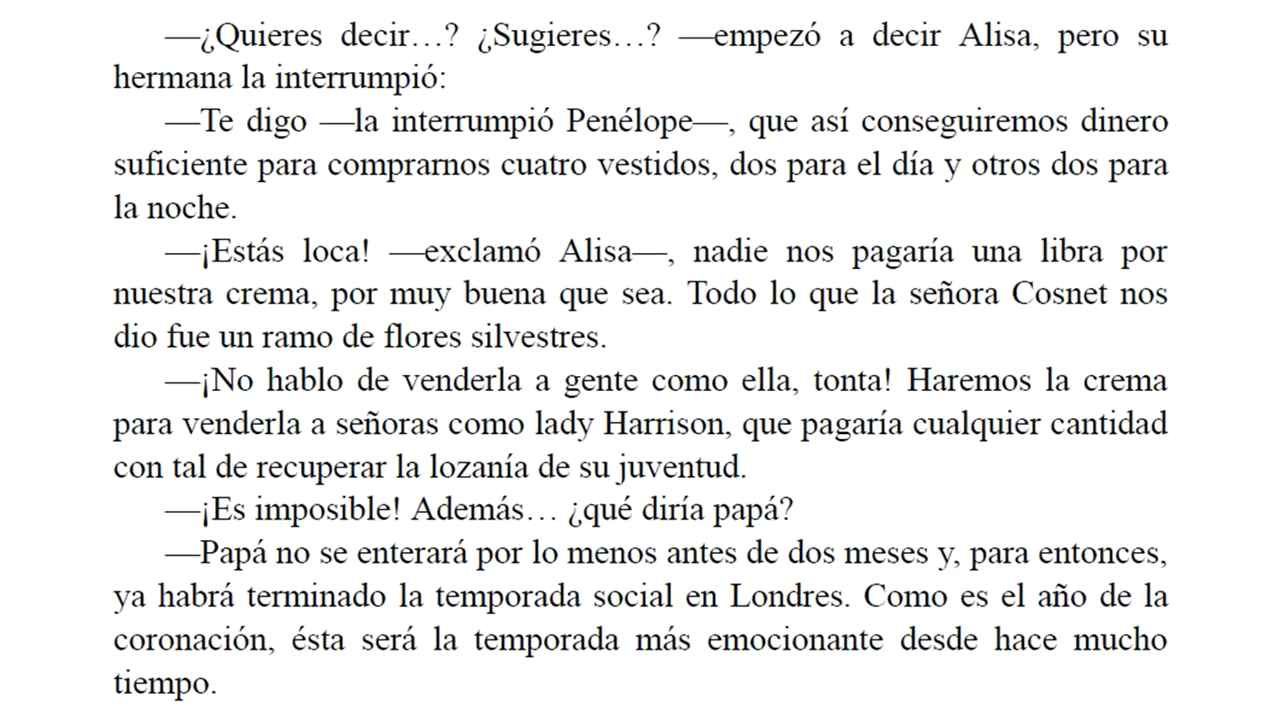 —¿Quieres decir…? ¿Sugieres…? —empezó a decir Alisa, pero su
hermana la interrumpió:
—Te digo —la interrumpió Penélope—, que así conseguiremos dinero
suficiente para comprarnos cuatro vestidos, dos para el día y otros dos para
la noche.
—¡Estás loca! —exclamó Alisa—, nadie nos pagaría una libra por
nuestra crema, por muy buena que sea. Todo lo que la señora Cosnet nos
dio fue un ramo de flores silvestres.
—¡No hablo de venderla a gente como ella, tonta! Haremos la crema
para venderla a señoras como lady Harrison, que pagaría cualquier cantidad
con tal de recuperar la lozanía de su juventud.
—¡Es imposible! Además… ¿qué diría papá?
—Papá no se enterará por lo menos antes de dos meses y, para entonces,
ya habrá terminado la temporada social en Londres. Como es el año de la
coronación, ésta será la temporada más emocionante desde hace mucho
tiempo.